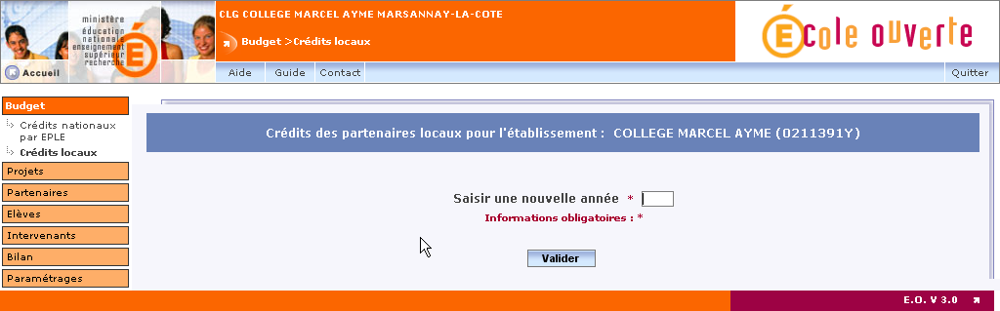 ministère
éducation
nationale
enseignement
supérieur
recherche
É
CLG COLLEGE MARCEL AYME MARSANNAY-LA-COTE
Budget >Crédits locaux
École ouverte
Accueil
Aide
Guide
Contact
Quitter
Budget
Crédits nationaux
par EPLE
Crédits locaux
Projets
Partenaires
Elèves
Intervenants
Bilan
Paramétrages
Crédits des partenaires locaux pour l'établissement : COLLEGE MARCEL AYME (0211391Y)
Saisir une nouvelle année *
Informations obligatoires : *
Valider
E.O. V 3.0